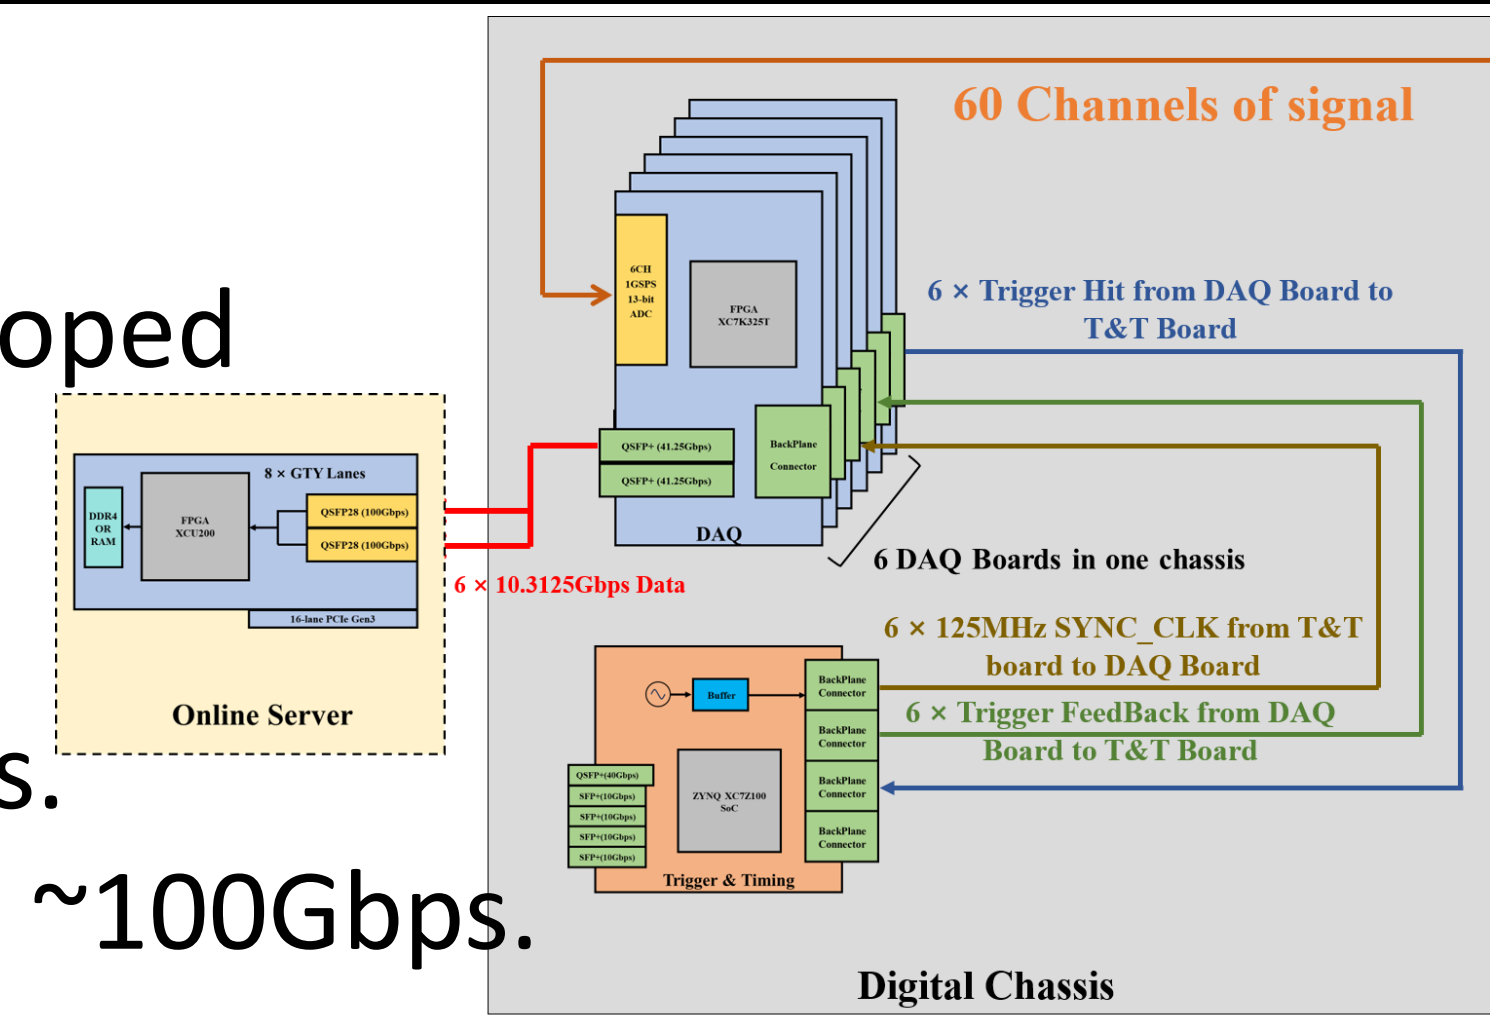 60 Channels of signal
6CH
1GSPS
13-bit
ADC
FPGA
XC7K325T
6 × Trigger Hit from DAQ Board to
T&T Board
oped
QSFP+ (41.25Gbps)
QSFP+ (41.25Gbps)
BackPlane
Connector
DAQ
8 × GTY Lanes
DDR4
OR
RAM
FPGA
XCU200
QSFP28 (100Gbps)
QSFP28 (100Gbps)
16-lane PCIe Gen3
Online Server
6 × 10.3125Gbps Data
6 DAQ Boards in one chassis
6 × 125MHz SYNC_CLK from T&T
board to DAQ Board
6 × Trigger FeedBack from DAQ
Board to T&T Board
Buffer
BackPlane
Connector
BackPlane
Connector
BackPlane
Connector
BackPlane
Connector
QSFP+(40Gbps)
SFP+(10Gbps)
SFP+(10Gbps)
SFP+(10Gbps)
SFP+(10Gbps)
ZYNQ XC7Z100
SoC
Trigger & Timing
s.
~100Gbps.
Digital Chassis